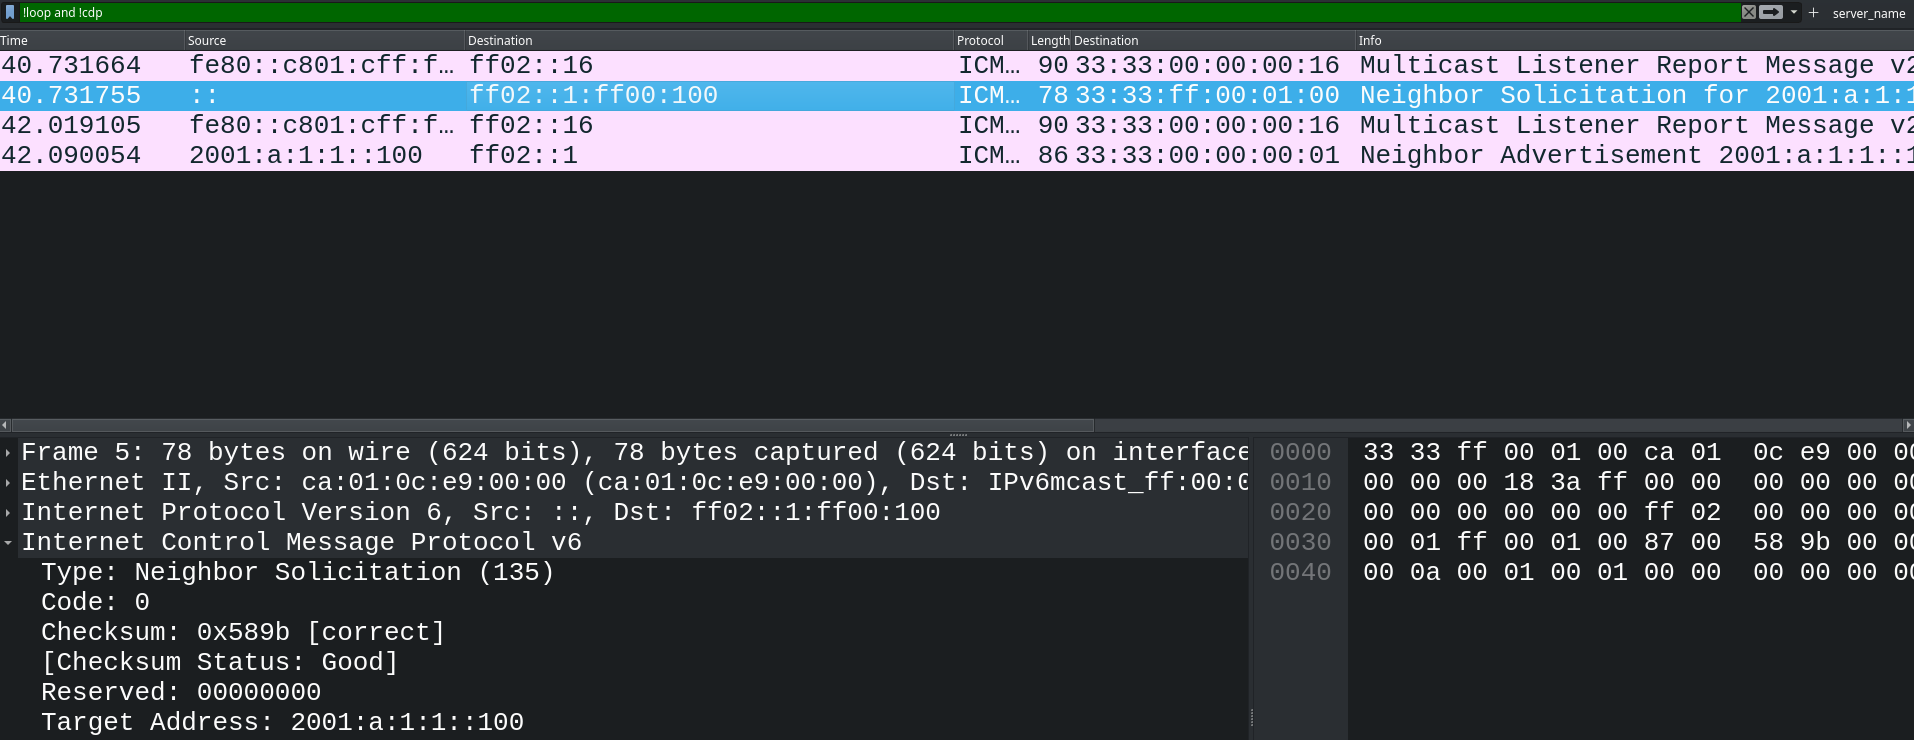 !loop and !cdp server_name
Time Source Destination Protocol Length Destination Info
40.731664 fe80::c801:cff:f… ff02::16 ICM… 90 33:33:00:00:00:16 Multicast Listener Report Message v2
40.731755 :: ff02::1:ff00:100 ICM… 78 33:33:ff:00:01:00 Neighbor Solicitation for 2001:a:1:1
42.019105 fe80::c801:cff:f… ff02::16 ICM… 90 33:33:00:00:00:16 Multicast Listener Report Message v2
42.090054 2001:a:1:1::100 ff02::1 ICM… 86 33:33:00:00:00:01 Neighbor Advertisement 2001:a:1:1::1
Frame 5: 78 bytes on wire (624 bits), 78 bytes captured (624 bits) on interface 0000 33 33 ff 00 01 00 ca 01 0c e9 00 00
Ethernet II, Src: ca:01:0c:e9:00:00 (ca:01:0c:e9:00:00), Dst: IPv6mcast_ff:00:0 0010 00 00 00 18 3a ff 00 00 00 00 00 00
Internet Protocol Version 6, Src: ::, Dst: ff02::1:ff00:100 0020 00 00 00 00 00 00 ff 02 00 00 00 00
Internet Control Message Protocol v6 0030 00 01 ff 00 01 00 87 00 58 9b 00 00
Type: Neighbor Solicitation (135) 0040 00 0a 00 01 00 01 00 00 00 00 00 00
Code: 0
Checksum: 0x589b [correct]
[Checksum Status: Good]
Reserved: 00000000
Target Address: 2001:a:1:1::100